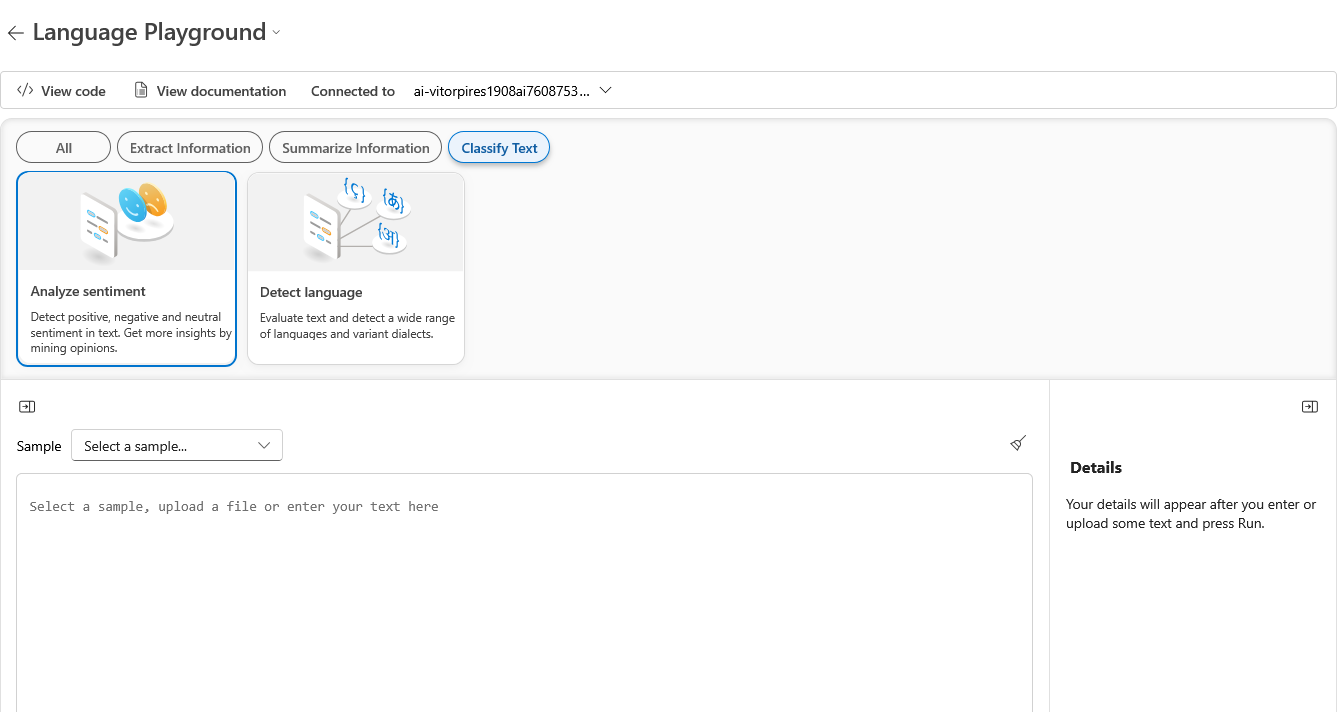 Language Playground
</> View code
View documentation
Connected to
ai-vitorpires1908ai7608753...
All
Extract Information
Summarize Information
Classify Text
{ç}
{あ}
{अ}
Analyze sentiment
Detect positive, negative and neutral
sentiment in text. Get more insights by
mining opinions.
Detect language
Evaluate text and detect a wide range
of languages and variant dialects.
Sample
Select a sample...
Select a sample, upload a file or enter your text here
Details
Your details will appear after you enter or
upload some text and press Run.